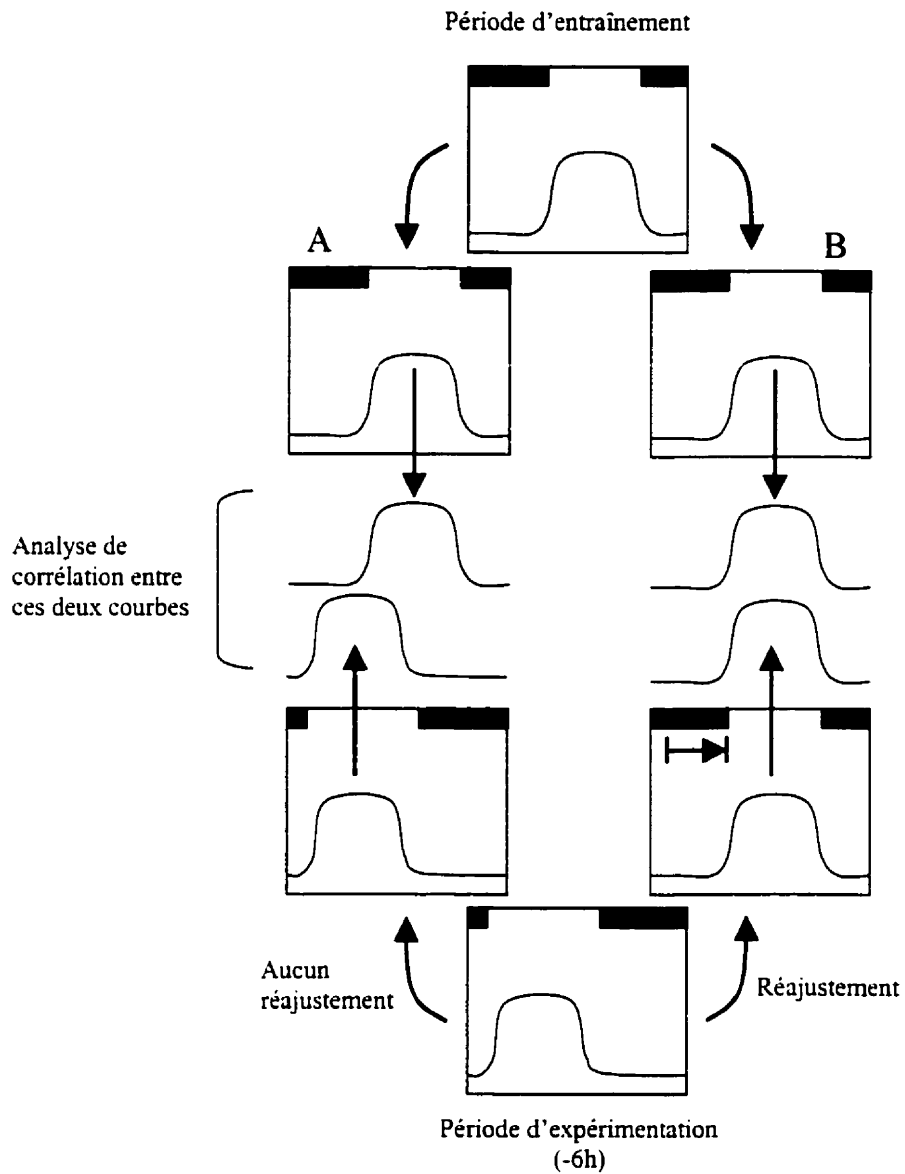 Période d'entraînement
A
B
Analyse de
corrélation entre
ces deux courbes
Aucun
réajustement
Réajustement
Période d'expérimentation
(-6h)